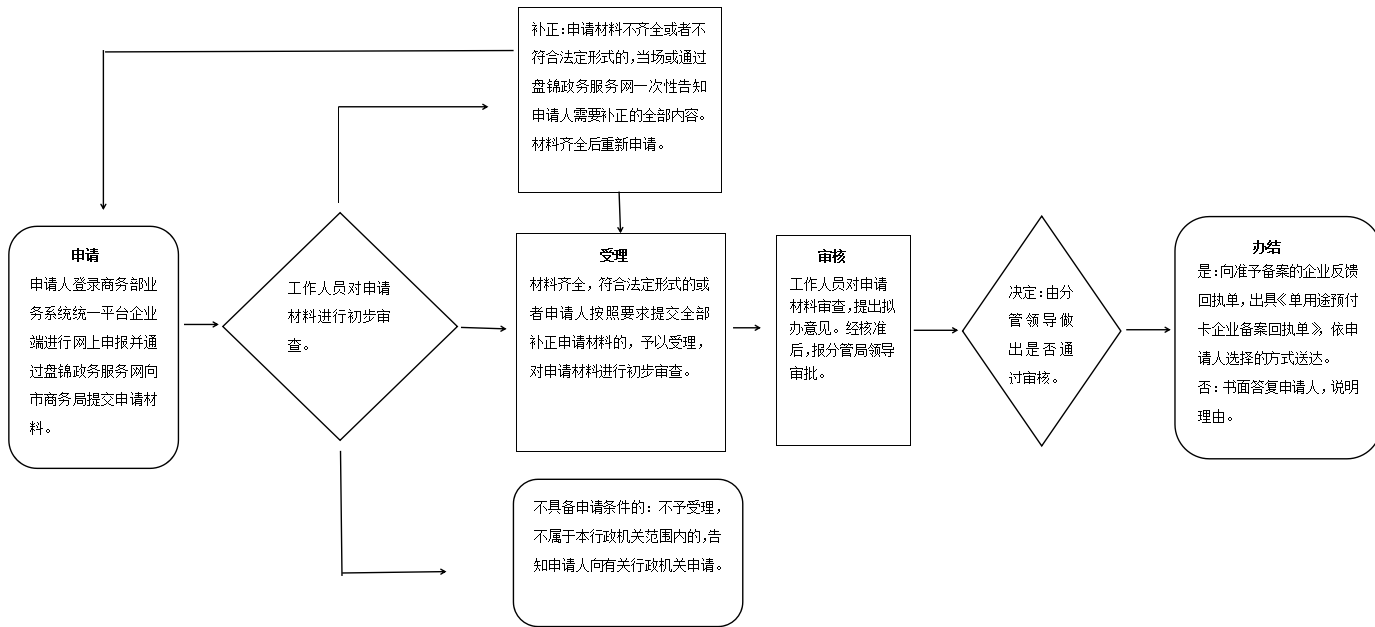 补正:申请材料不齐全或者不
符合法定形式的,当场或通过
盘锦政务服务网一次性告知
申请人需要补正的全部内容。
材料齐全后重新申请。
申请
申请人登录商务部业
务系统统一平台企业
端进行网上申报并通
过盘锦政务服务网向
市商务局提交申请材
料。
工作人员对申请
材料进行初步审
查。
受理
材料齐全，符合法定形式的或
者申请人按照要求提交全部
补正申请材料的，予以受理，
对申请材料进行初步审查。
不具备申请条件的：不予受理，
不属于本行政机关范围内的,告
知申请人向有关行政机关申请。
审核
工作人员对申请
材料审查,提出拟
办意见。经核准
后,报分管局领导
审批。
决定:由分
管领导做
出是否通
过审核。
办结
是:向准予备案的企业反馈
回执单,出具《单用途预付
卡企业备案回执单》,依申
请人选择的方式送达。
否:书面答复申请人，说明
理由。